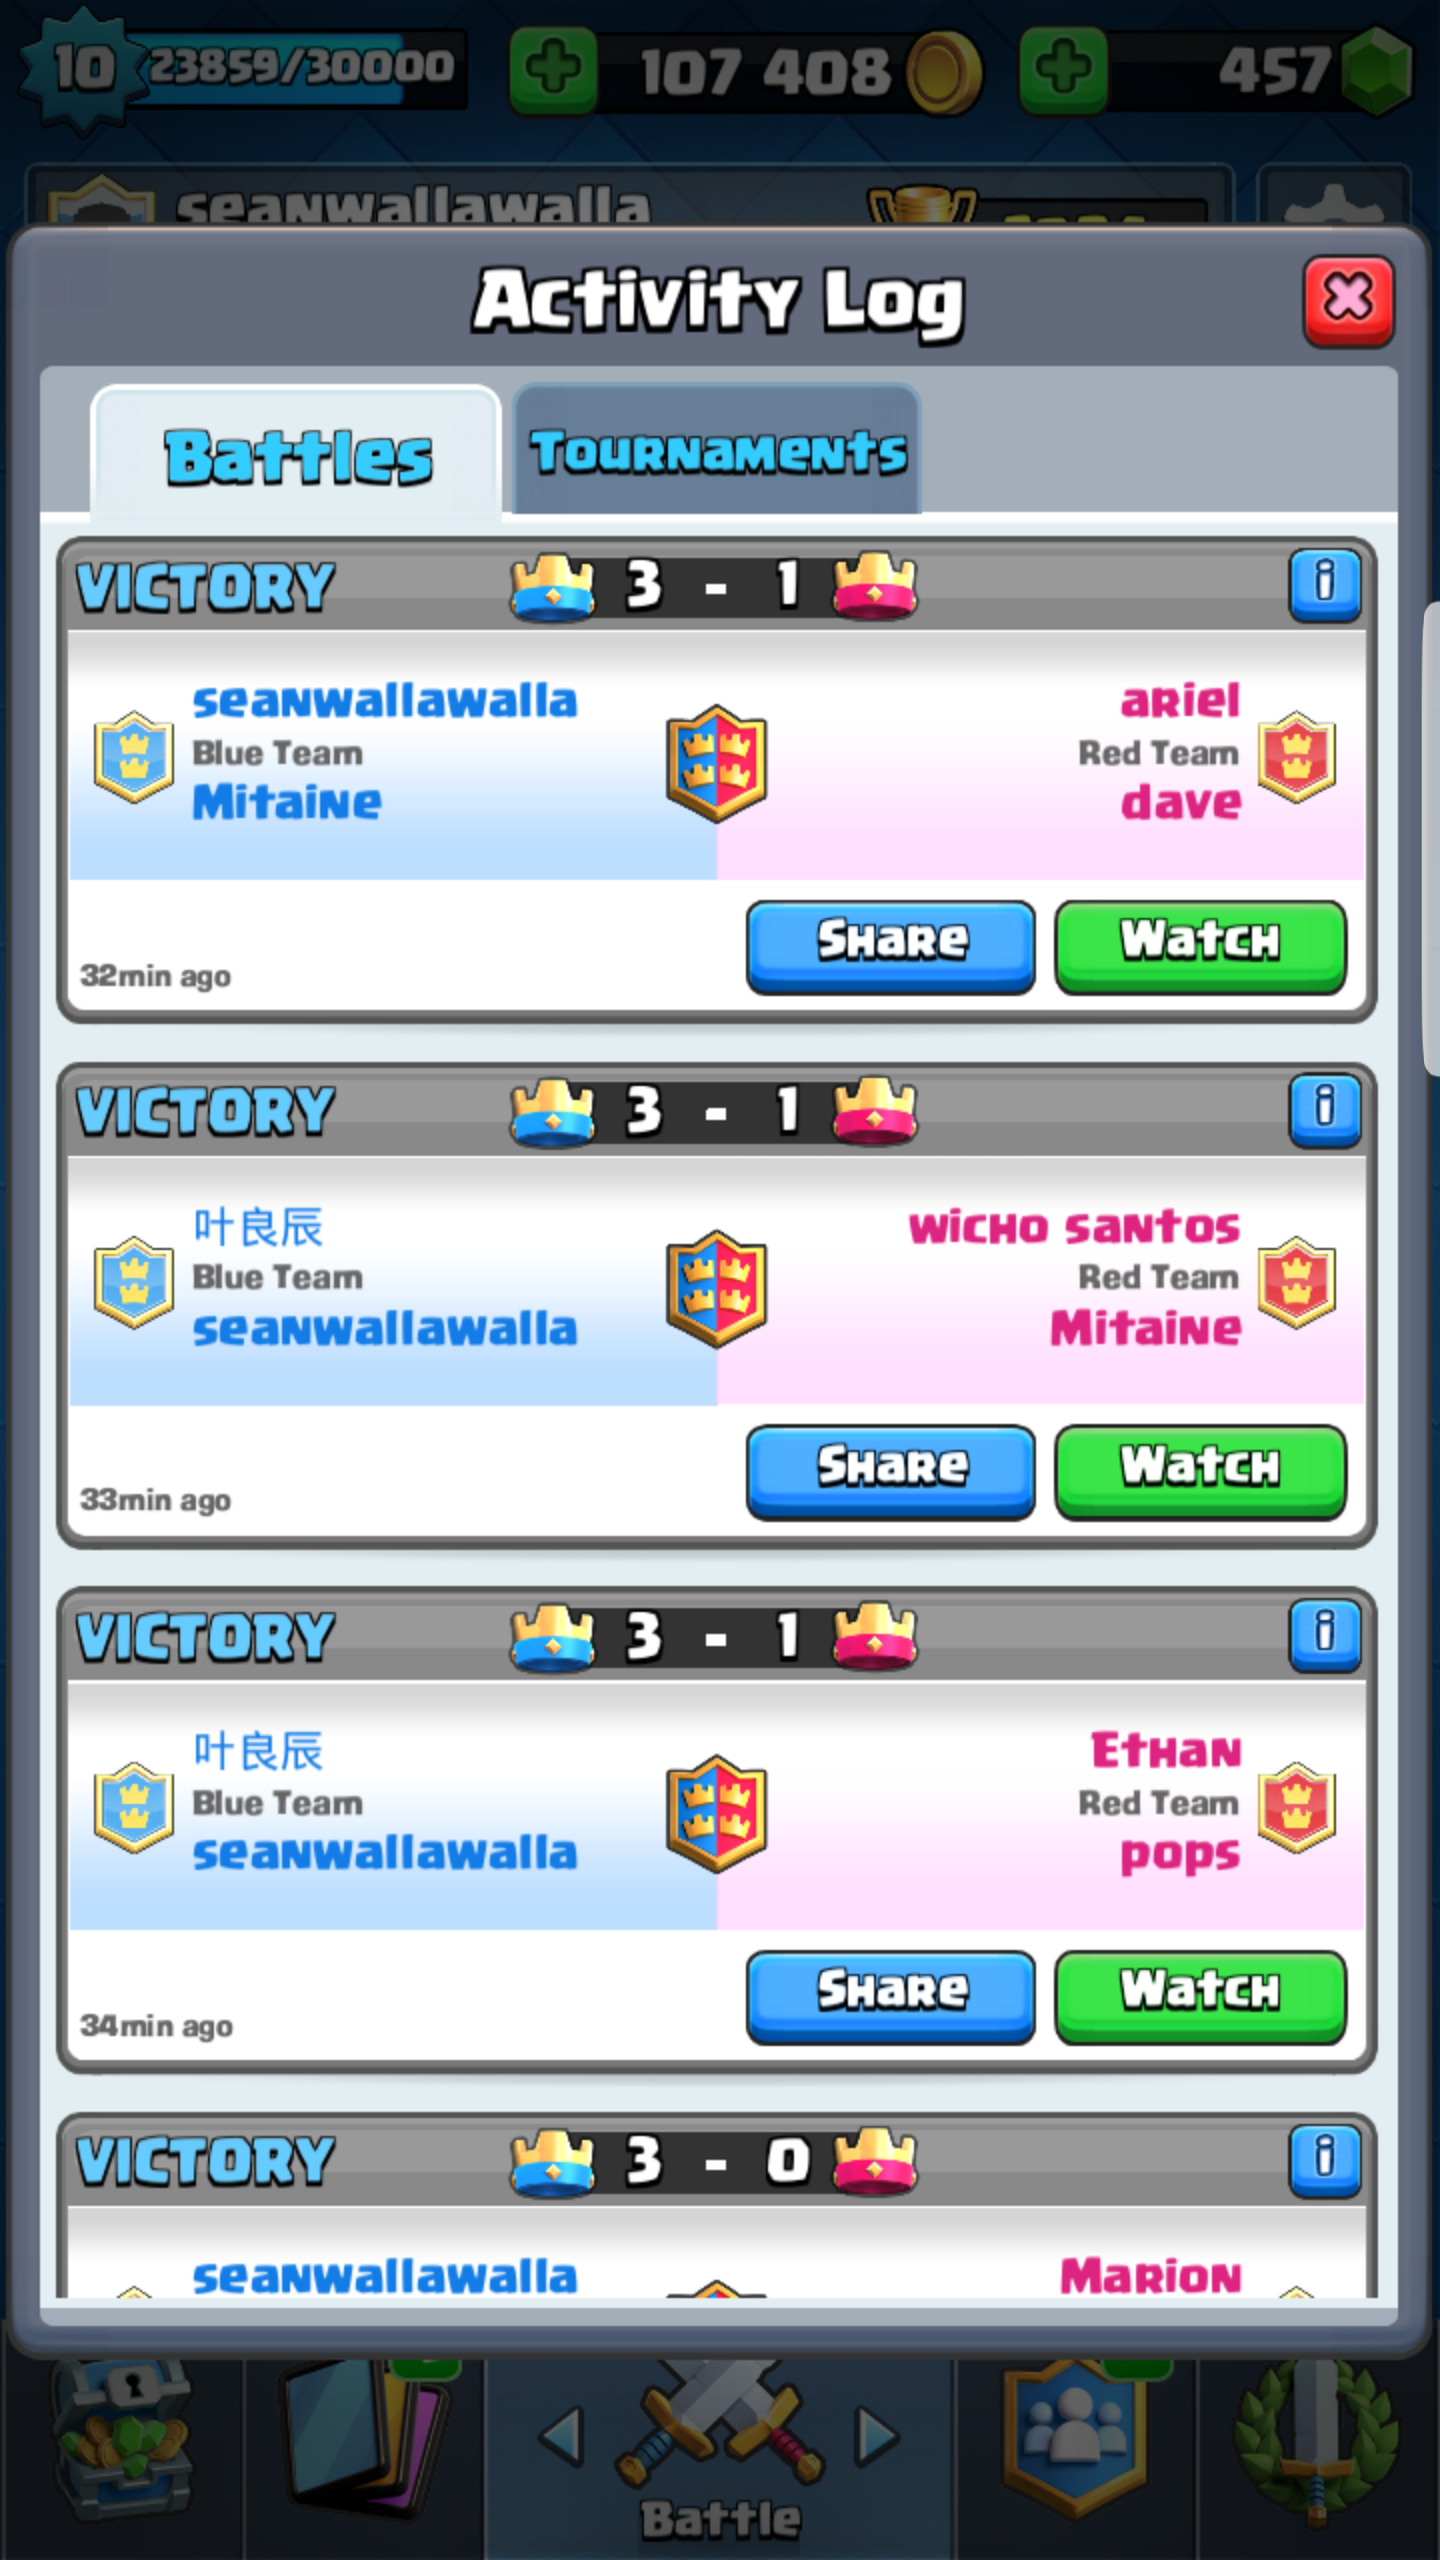 10 23859/30000 107 408 457
seanwallawalla
Activity Log
Battles Tournaments
VICTORY 3 - 1 i
seanwallawalla ariel
Blue Team Red Team
Mitaine dave
Share Watch
32min ago
VICTORY 3 - 1 i
叶良辰 wicho santos
Blue Team Red Team
seanwallawalla Mitaine
Share Watch
33min ago
VICTORY 3 - 1 i
叶良辰 Ethan
Blue Team Red Team
seanwallawalla pops
Share Watch
34min ago
VICTORY 3 - 0 i
seanwallawalla Marion
Battle